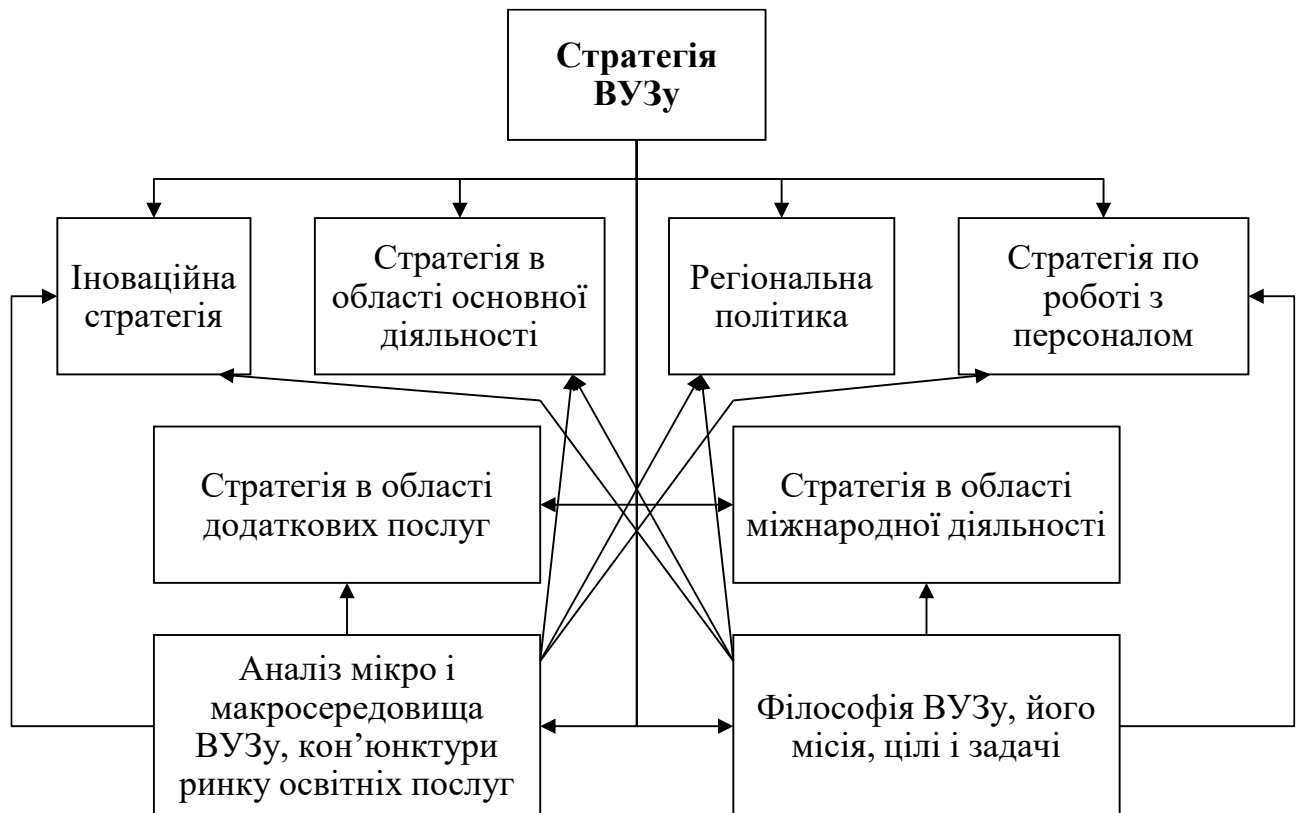 Стратегія
ВУЗу
Іноваційна
стратегія
Стратегія в
області основної
діяльності
Регіональна
політика
Стратегія по
роботі з
персоналом
Стратегія в області
додаткових послуг
Стратегія в області
міжнародної діяльності
Аналіз мікро і
макросередовища
ВУЗу, кон’юнктури
ринку освітніх послуг
Філософія ВУЗу, його
місія, цілі і задачі